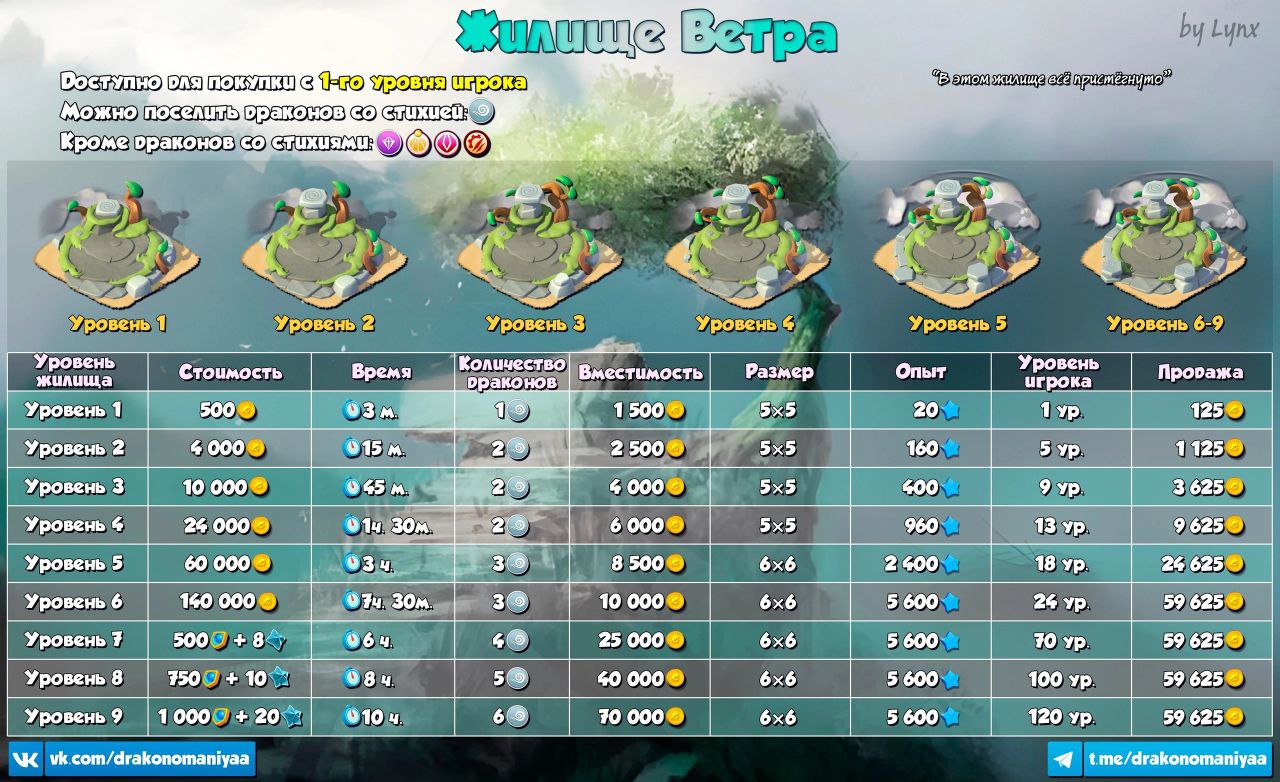 Жилище Ветра
by Lynx
Доступно для покупки с 1-го уровня игрока
"В этом жилище всё пристёгнуто"
Можно поселить драконов со стихией:
Кроме драконов со стихиями:
Уровень 1 Уровень 2 Уровень 3 Уровень 4 Уровень 5 Уровень 6-9
Уровень жилища Стоимость Время Количество драконов Вместимость Размер Опыт Уровень игрока Продажа
Уровень 1 500 3 м. 1 1 500 5×5 20 1 ур. 125
Уровень 2 4 000 15 м. 2 2 500 5×5 160 5 ур. 1 125
Уровень 3 10 000 45 м. 2 4 000 5×5 400 9 ур. 3 625
Уровень 4 24 000 1ч. 30м. 2 6 000 5×5 960 13 ур. 9 625
Уровень 5 60 000 3 ч. 3 8 500 6×6 2 400 18 ур. 24 625
Уровень 6 140 000 7ч. 30м. 3 10 000 6×6 5 600 24 ур. 59 625
Уровень 7 500 + 8 6 ч. 4 25 000 6×6 5 600 70 ур. 59 625
Уровень 8 750 + 10 8 ч. 5 40 000 6×6 5 600 100 ур. 59 625
Уровень 9 1 000 + 20 10 ч. 6 70 000 6×6 5 600 120 ур. 59 625
vk.com/drakonomaniyaa
t.me/drakonomaniyaa